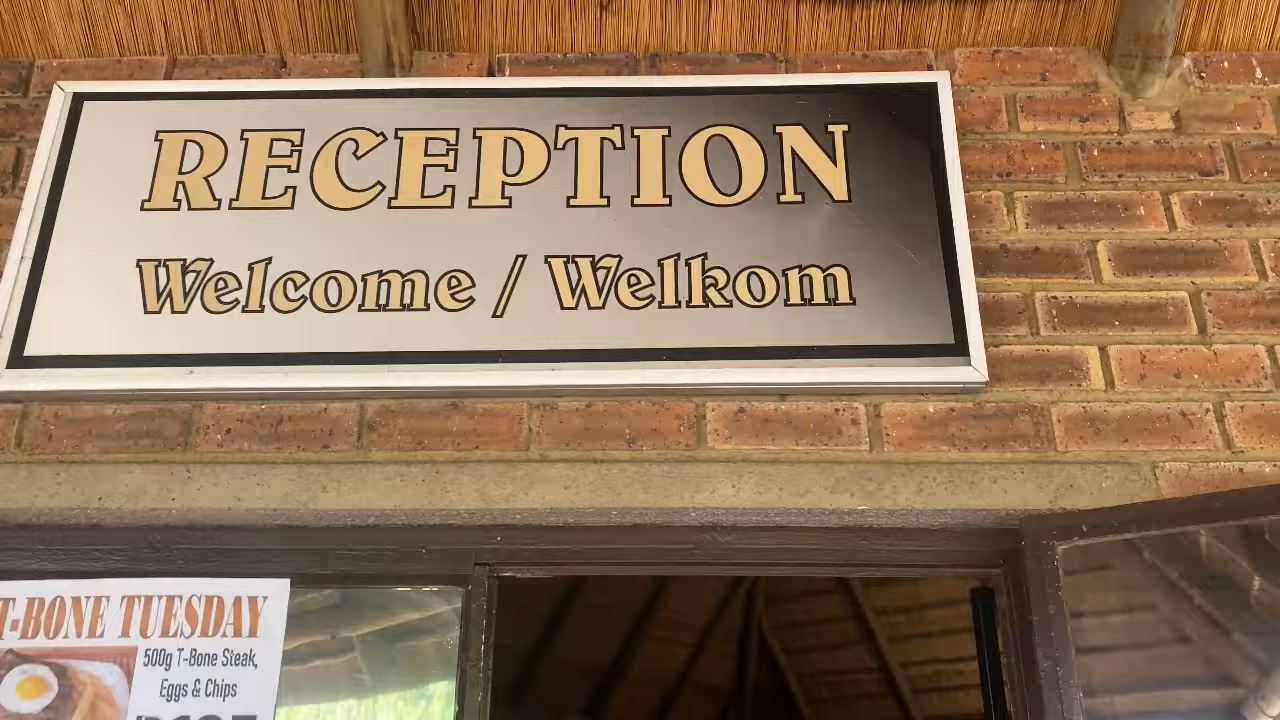 RECEPTION
Welcome / Welkom
T-BONE TUESDAY
500g T-Bone Steak,
Eggs & Chips